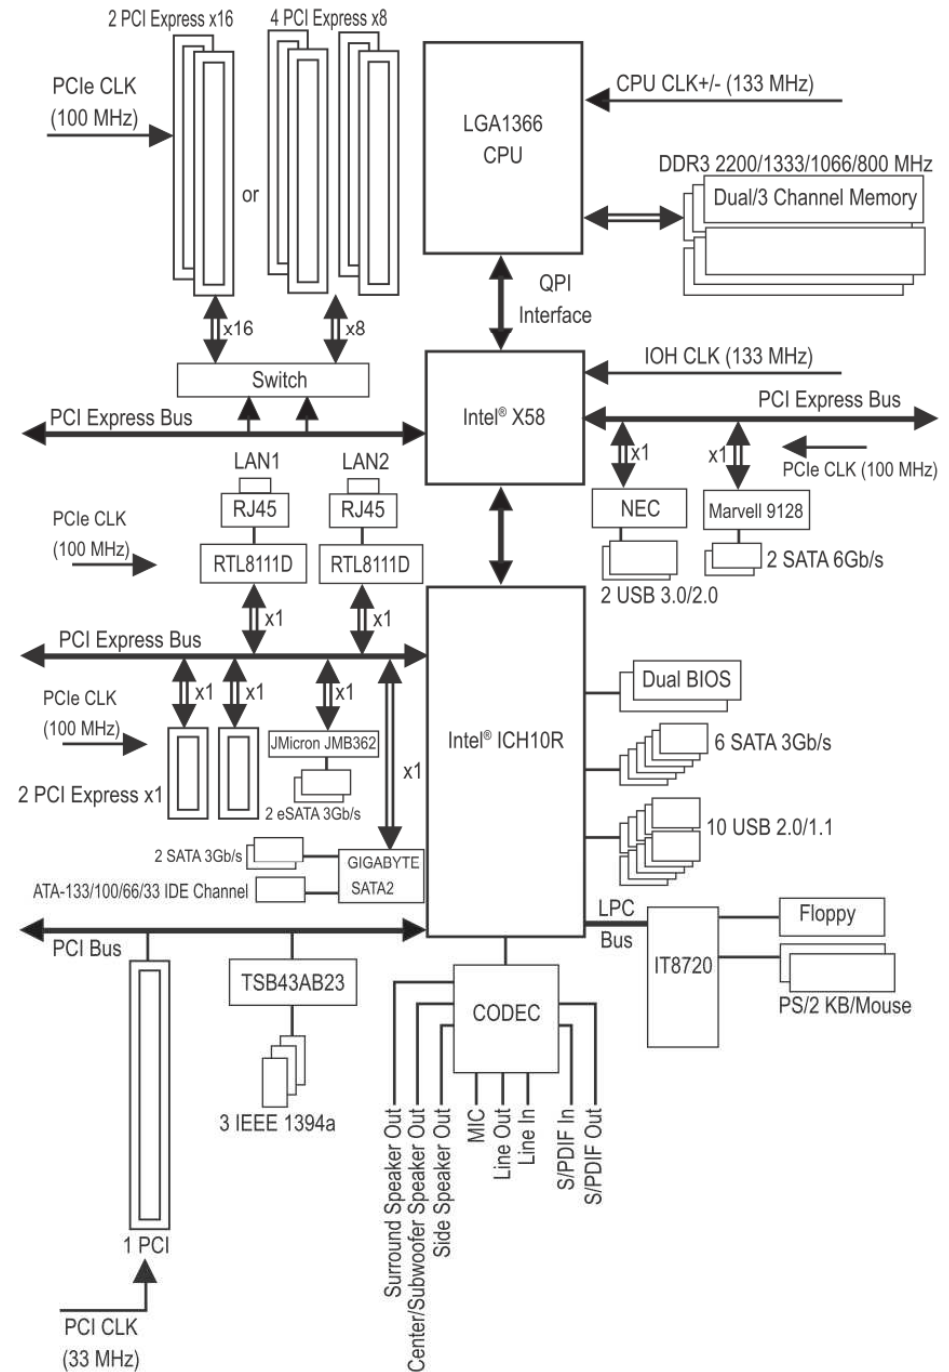 2 PCI Express x16
4 PCI Express x8
PCIe CLK
(100 MHz)
or
x16
x8
Switch
LGA1366
CPU
CPU CLK+/- (133 MHz)
DDR3 2200/1333/1066/800 MHz
Dual/3 Channel Memory
QPI
Interface
IOH CLK (133 MHz)
PCI Express Bus
Intel® X58
PCI Express Bus
x1
x1
PCIe CLK (100 MHz)
LAN1
LAN2
RJ45
RJ45
NEC
Marvell 9128
PCIe CLK
(100 MHz)
RTL8111D
RTL8111D
2 USB 3.0/2.0
2 SATA 6Gb/s
x1
x1
PCI Express Bus
x1
x1
x1
x1
PCIe CLK
(100 MHz)
JMicron JMB362
2 PCI Express x1
2 eSATA 3Gb/s
Intel® ICH10R
Dual BIOS
6 SATA 3Gb/s
10 USB 2.0/1.1
2 SATA 3Gb/s
ATA-133/100/66/33 IDE Channel
GIGABYTE
SATA2
PCI Bus
LPC
Bus
IT8720
Floppy
PS/2 KB/Mouse
TSB43AB23
3 IEEE 1394a
CODEC
Surround Speaker Out
Center/Subwoofer Speaker Out
Side Speaker Out
MIC
Line Out
Line In
S/PDIF In
S/PDIF Out
1 PCI
PCI CLK
(33 MHz)